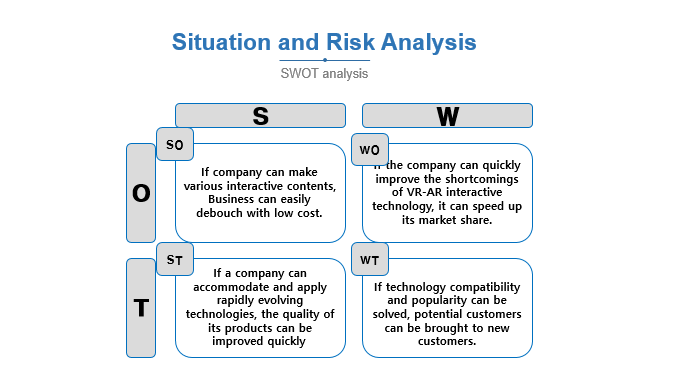 Situation and Risk Analysis
SWOT analysis
S
W
O
SO
If company can make
various interactive contents,
Business can easily
debouch with low cost.
WO
If the company can quickly
improve the shortcomings
of VR-AR interactive
technology, it can speed up
its market share.
T
ST
If a company can
accommodate and apply
rapidly evolving
technologies, the quality of
its products can be
improved quickly
WT
If technology compatibility
and popularity can be
solved, potential customers
can be brought to new
customers.